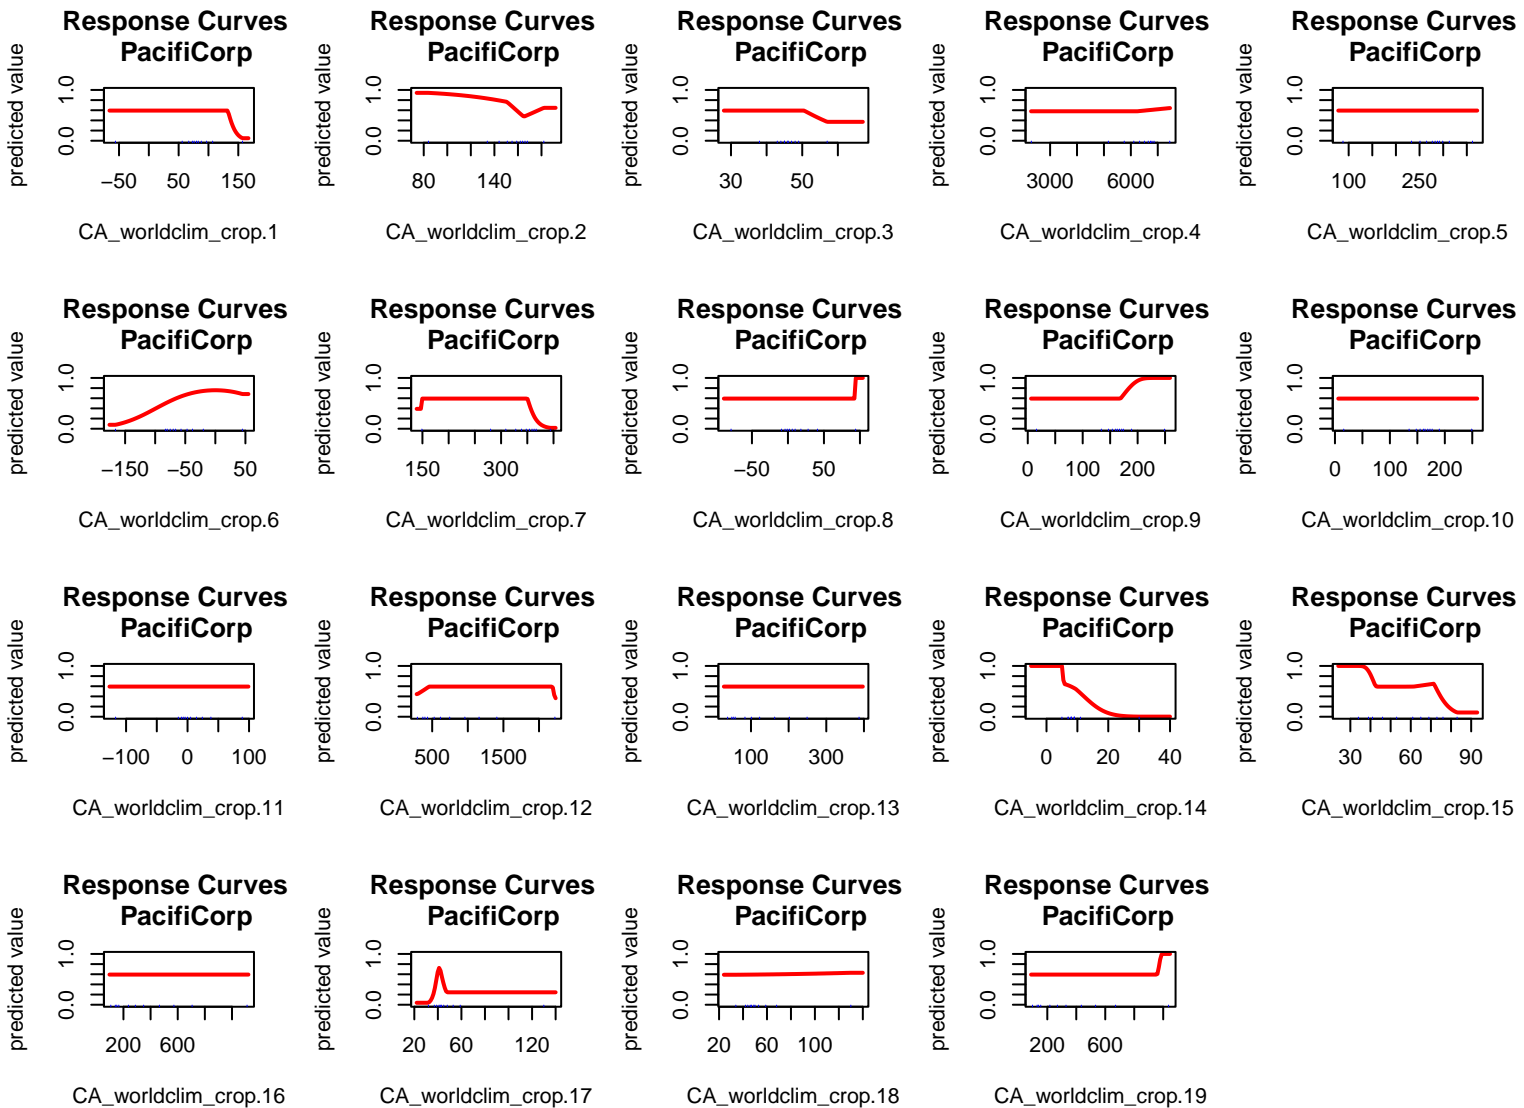 Response Curves
PacifiCorp
predicted value
0.0 1.0
−50 50 150
CA_worldclim_crop.1
Response Curves
PacifiCorp
predicted value
0.0 1.0
80 140
CA_worldclim_crop.2
Response Curves
PacifiCorp
predicted value
0.0 1.0
30 50
CA_worldclim_crop.3
Response Curves
PacifiCorp
predicted value
0.0 1.0
3000 6000
CA_worldclim_crop.4
Response Curves
PacifiCorp
predicted value
0.0 1.0
100 250
CA_worldclim_crop.5
Response Curves
PacifiCorp
predicted value
0.0 1.0
−150 −50 50
CA_worldclim_crop.6
Response Curves
PacifiCorp
predicted value
0.0 1.0
150 300
CA_worldclim_crop.7
Response Curves
PacifiCorp
predicted value
0.0 1.0
−50 50
CA_worldclim_crop.8
Response Curves
PacifiCorp
predicted value
0.0 1.0
0 100 200
CA_worldclim_crop.9
Response Curves
PacifiCorp
predicted value
0.0 1.0
0 100 200
CA_worldclim_crop.10
Response Curves
PacifiCorp
predicted value
0.0 1.0
−100 0 100
CA_worldclim_crop.11
Response Curves
PacifiCorp
predicted value
0.0 1.0
500 1500
CA_worldclim_crop.12
Response Curves
PacifiCorp
predicted value
0.0 1.0
100 300
CA_worldclim_crop.13
Response Curves
PacifiCorp
predicted value
0.0 1.0
0 20 40
CA_worldclim_crop.14
Response Curves
PacifiCorp
predicted value
0.0 1.0
30 60 90
CA_worldclim_crop.15
Response Curves
PacifiCorp
predicted value
0.0 1.0
200 600
CA_worldclim_crop.16
Response Curves
PacifiCorp
predicted value
0.0 1.0
20 60 120
CA_worldclim_crop.17
Response Curves
PacifiCorp
predicted value
0.0 1.0
20 60 100
CA_worldclim_crop.18
Response Curves
PacifiCorp
predicted value
0.0 1.0
200 600
CA_worldclim_crop.19